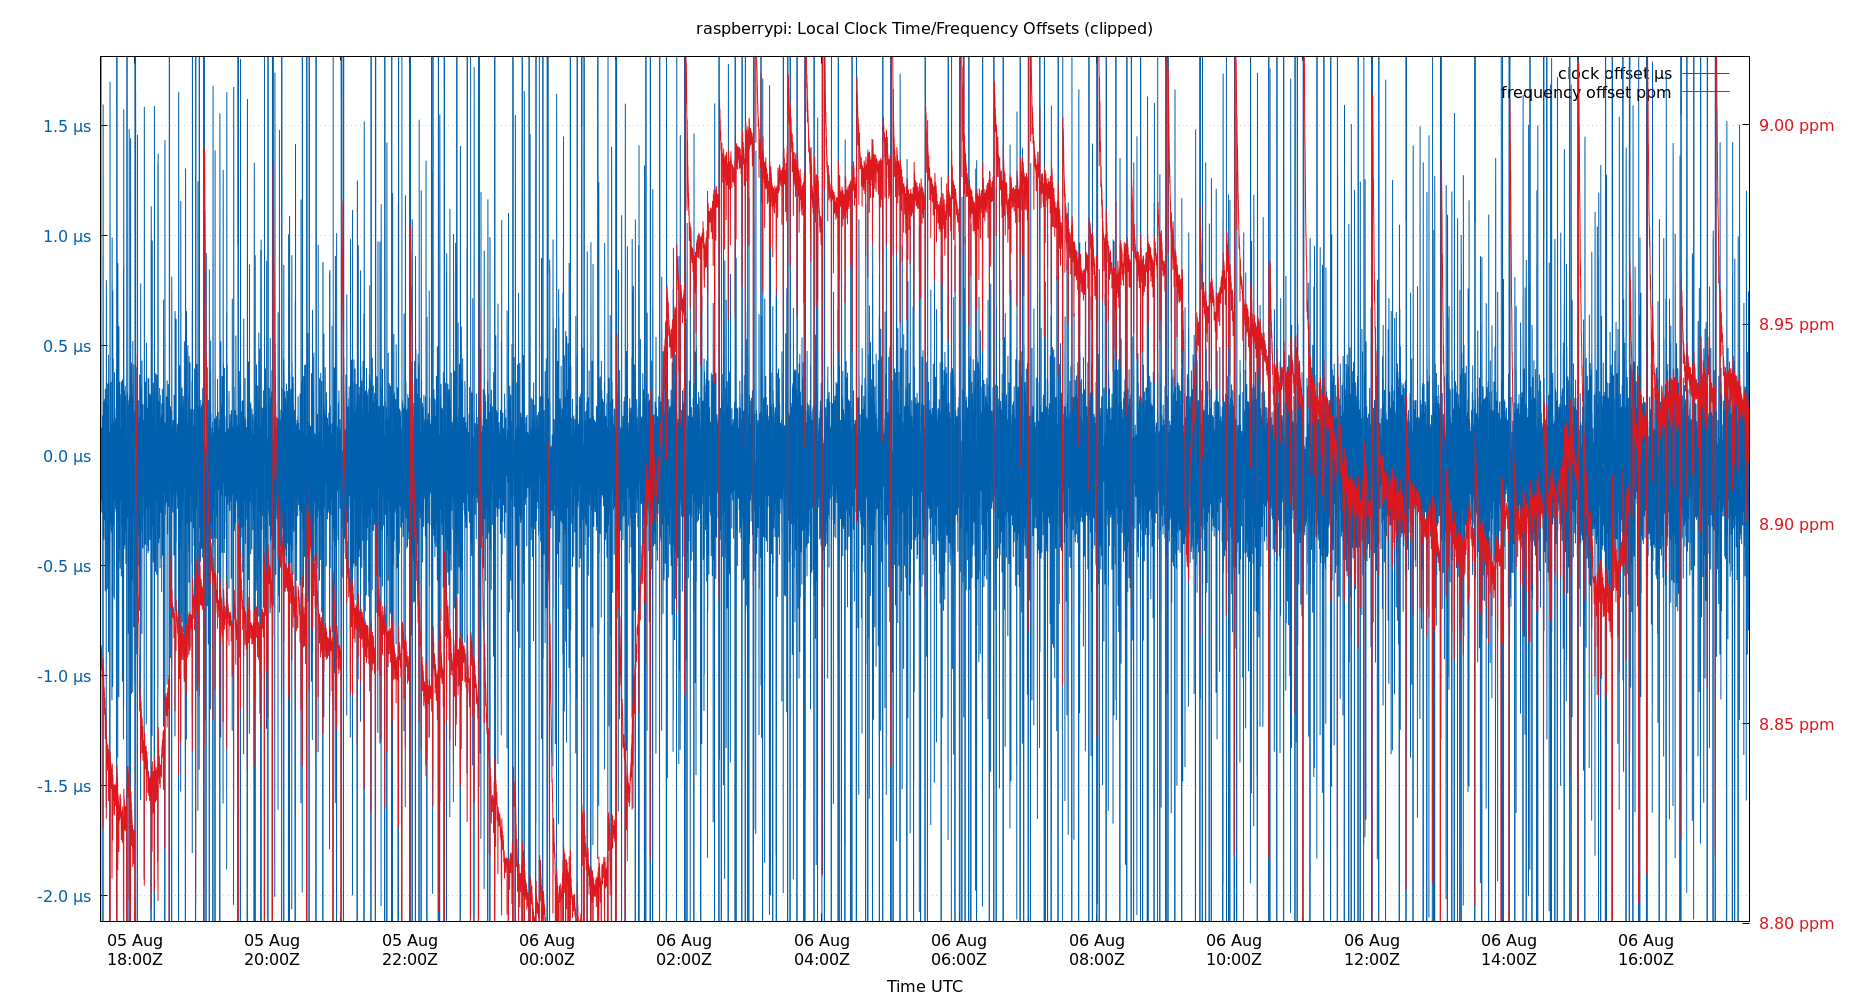 raspberrypi: Local Clock Time/Frequency Offsets (clipped)
clock offset µs
frequency offset ppm
1.5 µs
1.0 µs
0.5 µs
0.0 µs
-0.5 µs
-1.0 µs
-1.5 µs
-2.0 µs
9.00 ppm
8.95 ppm
8.90 ppm
8.85 ppm
8.80 ppm
05 Aug 05 Aug 05 Aug 06 Aug 06 Aug 06 Aug 06 Aug 06 Aug 06 Aug 06 Aug 06 Aug 06 Aug
18:00Z 20:00Z 22:00Z 00:00Z 02:00Z 04:00Z 06:00Z 08:00Z 10:00Z 12:00Z 14:00Z 16:00Z
Time UTC